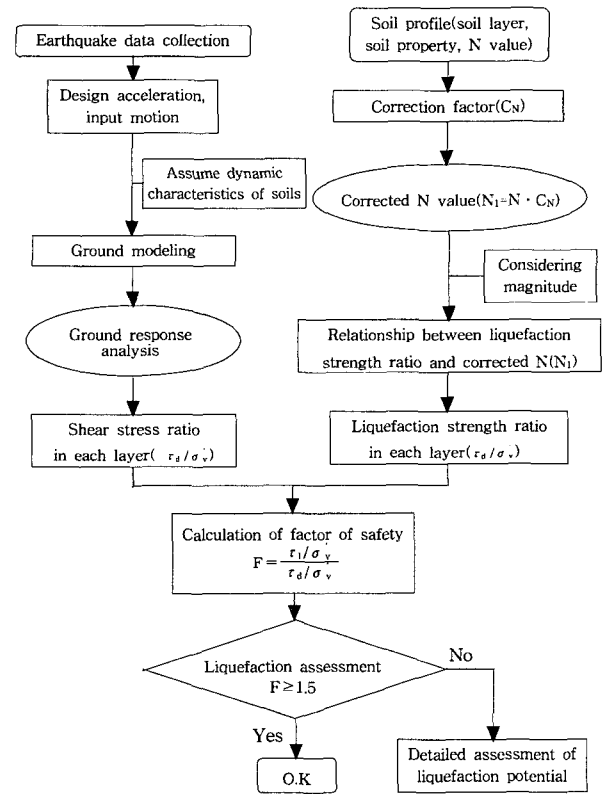 Earthquake data collection
Design acceleration,
input motion
Assume dynamic
characteristics of soils
Ground modeling
Ground response
analysis
Shear stress ratio
in each layer( τd/σ'v)
Soil profile(soil layer,
soil property, N value)
Correction factor(CN)
Corrected N value(N1=N · CN)
Considering
magnitude
Relationship between liquefaction
strength ratio and corrected N(N1)
Liquefaction strength ratio
in each layer(τd/σ'v)
Calculation of factor of safety
F=τl/σ'v
τd/σ'v
Liquefaction assessment
F≥1.5
No
Yes
O.K
Detailed assessment of
liquefaction potential